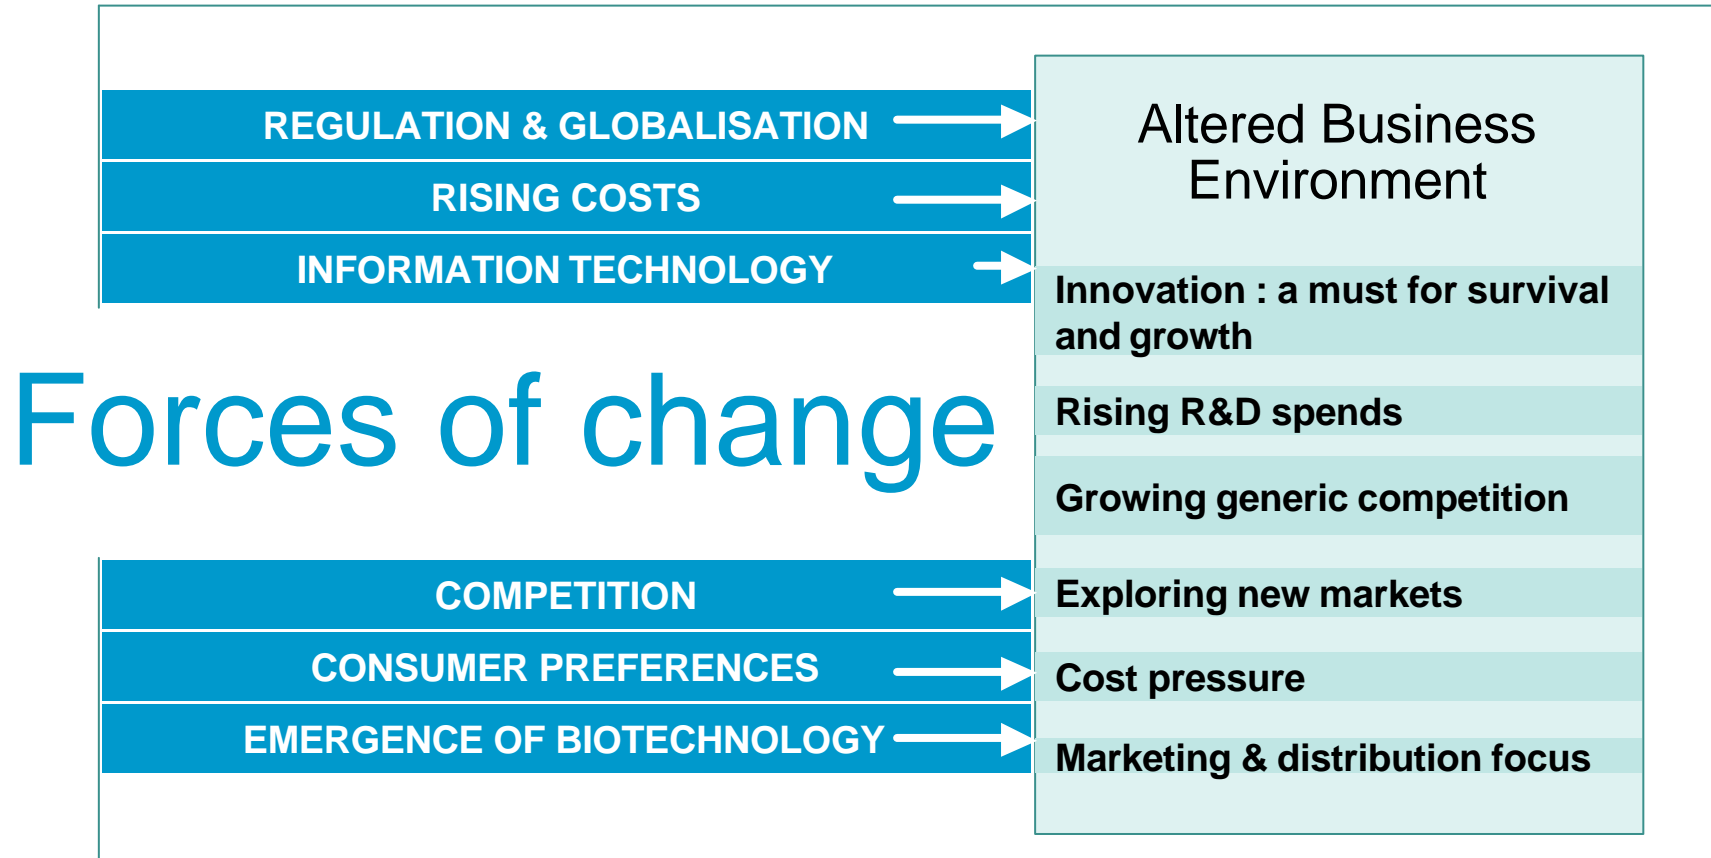 REGULATION & GLOBALISATION
RISING COSTS
INFORMATION TECHNOLOGY
Forces of change
COMPETITION
CONSUMER PREFERENCES
EMERGENCE OF BIOTECHNOLOGY
Altered Business
Environment
Innovation : a must for survival
and growth
Rising R&D spends
Growing generic competition
Exploring new markets
Cost pressure
Marketing & distribution focus